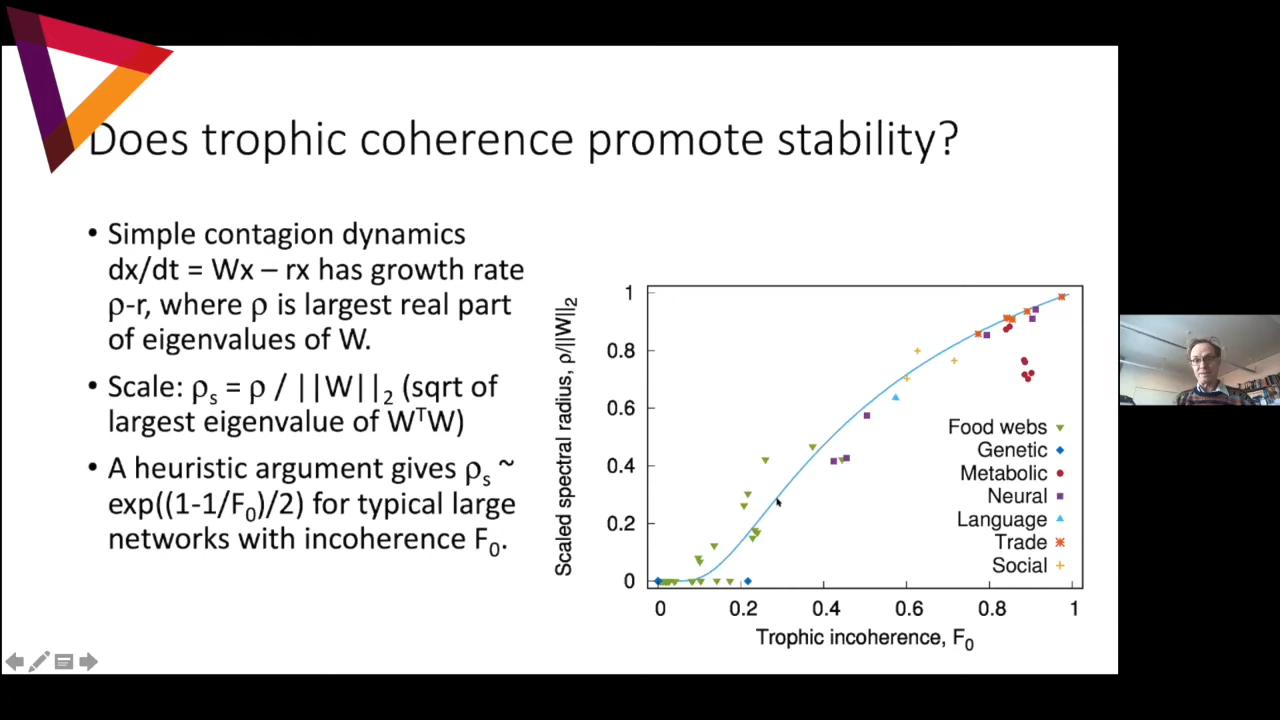 Does trophic coherence promote stability?
• Simple contagion dynamics
dx/dt = Wx – rx has growth rate
ρ-r, where ρ is largest real part
of eigenvalues of W.
• Scale: ρs = ρ / ||W||2 (sqrt of
largest eigenvalue of WTW)
• A heuristic argument gives ρs ~
exp((1-1/F0)/2) for typical large
networks with incoherence F0.
Scaled spectral radius, ρ/||W||2
1
0.8
0.6
0.4
0.2
0
Food webs
Genetic
Metabolic
Neural
Language
Trade
Social
0 0.2 0.4 0.6 0.8 1
Trophic incoherence, F0